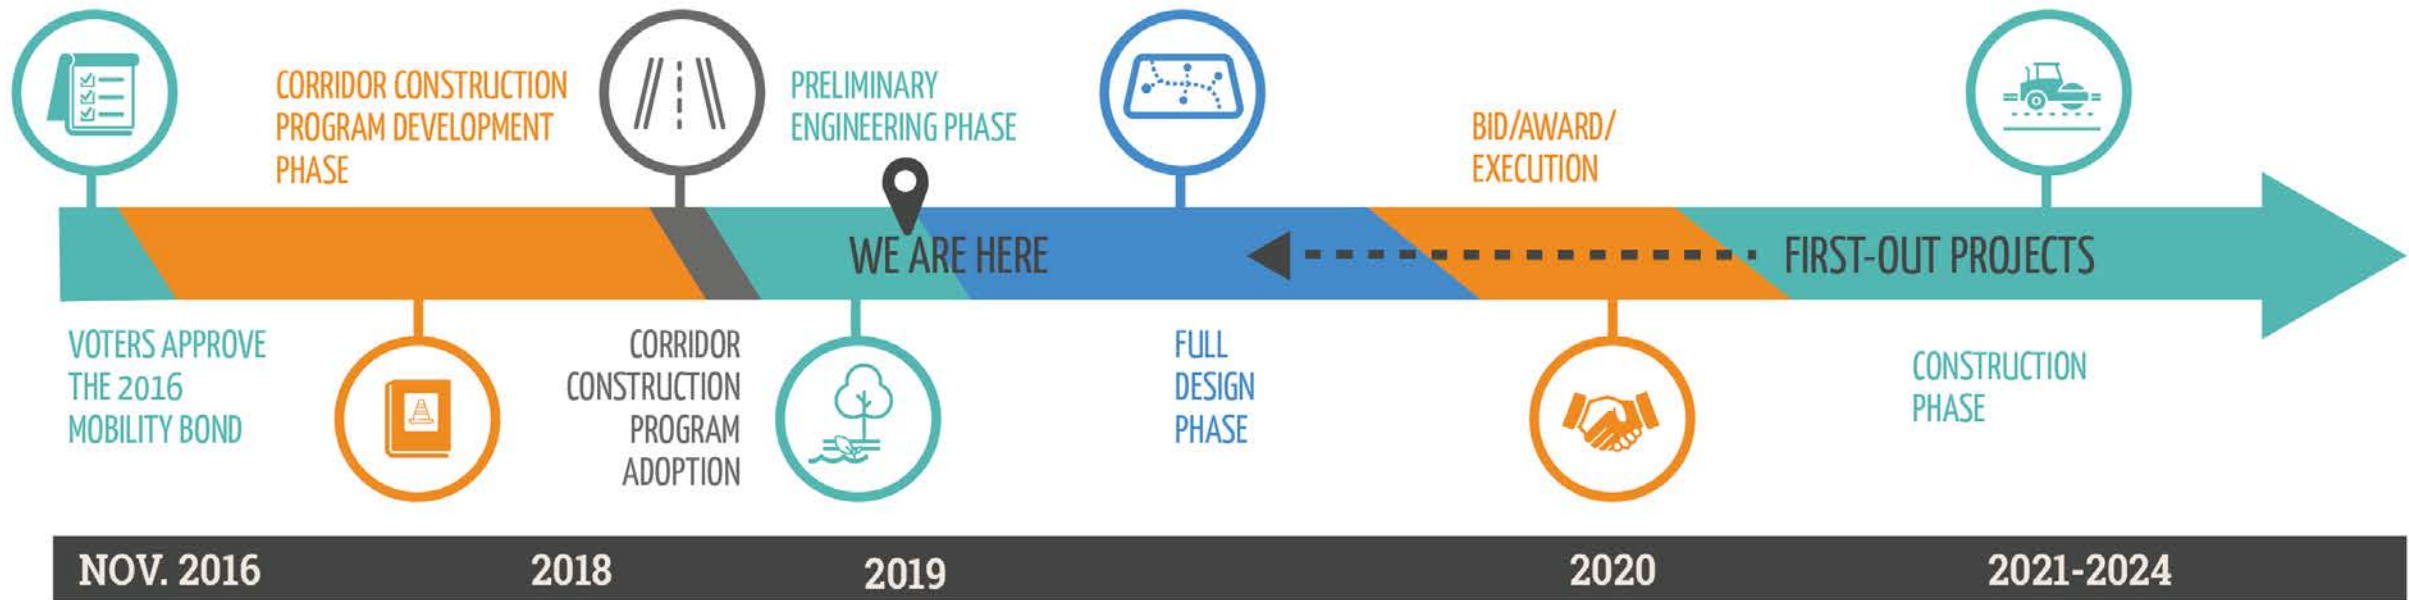 CORRIDOR CONSTRUCTION
PROGRAM DEVELOPMENT
PHASE
PRELIMINARY
ENGINEERING PHASE
BID/AWARD/
EXECUTION
WE ARE HERE
FIRST-OUT PROJECTS
VOTERS APPROVE
THE 2016
MOBILITY BOND
CORRIDOR
CONSTRUCTION
PROGRAM
ADOPTION
FULL
DESIGN
PHASE
CONSTRUCTION
PHASE
NOV. 2016
2018
2019
2020
2021-2024